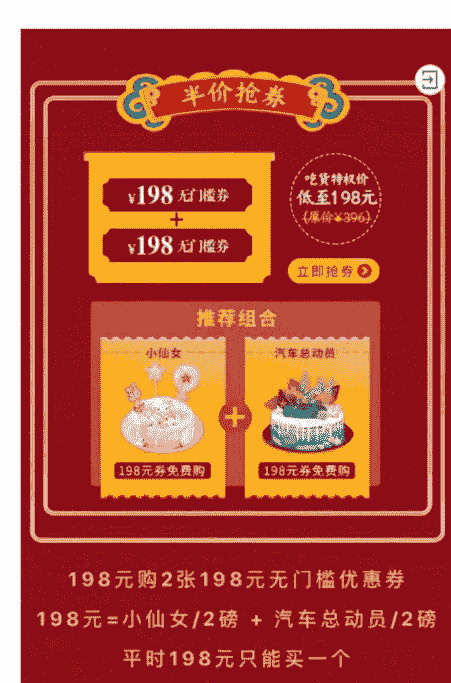 半价抢券
¥198 无门槛券
+
¥198 无门槛券
吃货特权价
低至198元
(原价¥396)
立即抢券
推荐组合
小仙女
汽车总动员
+
198元券免费购
198元券免费购
198元购2张198元无门槛优惠券
198元=小仙女/2磅 + 汽车总动员/2磅
平时198元只能买一个